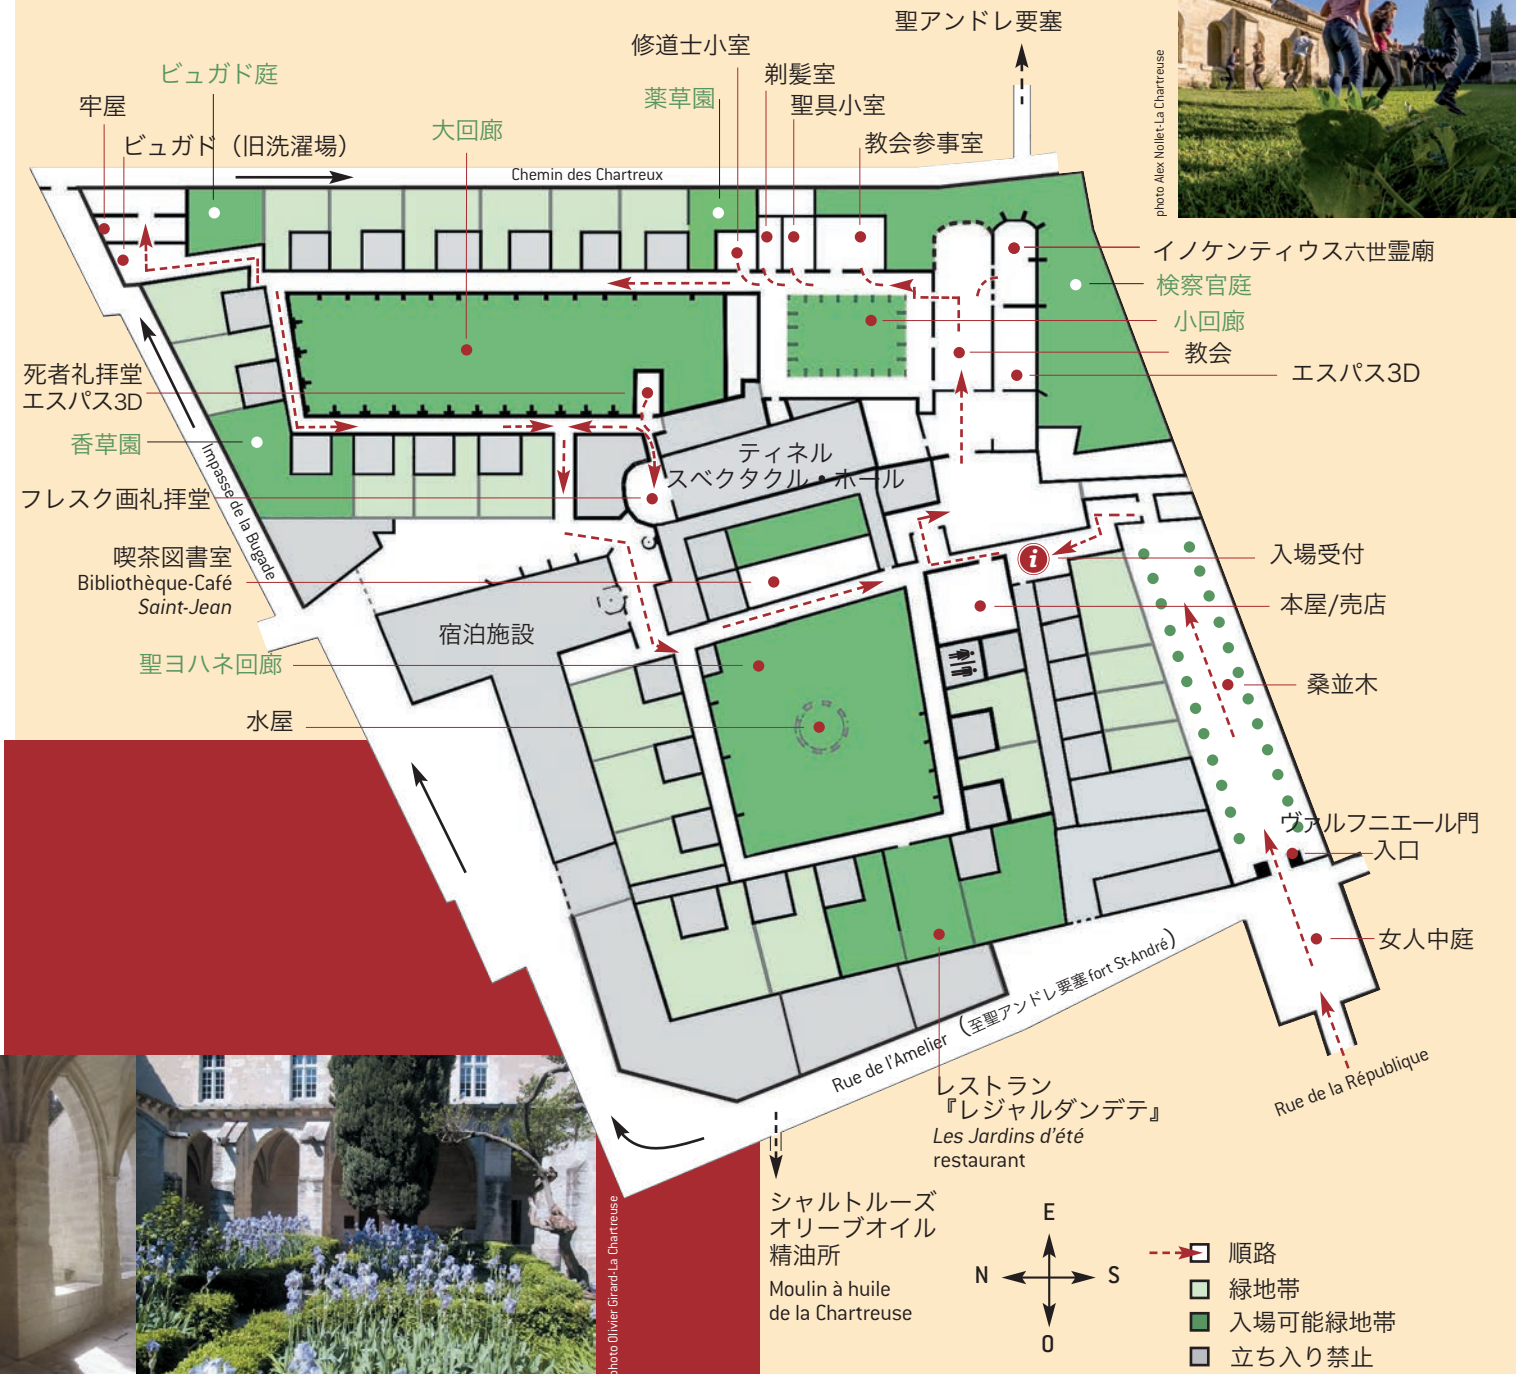 聖アンドレ要塞
修道士小室
剃髪室
薬草園
聖具小室
教会参事室
ビュガド庭
牢屋
ビュガド（旧洗濯場）
大回廊
Chemin des Chartreux
photo Alex Nollet-La Chartreuse
イノケンティウス六世霊廟
検察官庭
小回廊
教会
エスパス3D
死者礼拝堂
エスパス3D
香草園
フレスク画礼拝堂
Impasse de la Bugade
ティネル
スペクタクル・ホール
喫茶図書室
Bibliothèque-Café
Saint-Jean
宿泊施設
聖ヨハネ回廊
水屋
i
入場受付
本屋/売店
桑並木
ヴァルフニエール門
入口
女人中庭
Rue de la République
Rue de l'Amelier（至聖アンドレ要塞fort St-André）
レストラン
『レジャルダンデテ』
Les Jardins d'été
restaurant
シャルトルーズ
オリーブオイル
精油所
Moulin à huile
de la Chartreuse
photo Olivier Girard-La Chartreuse
E
N
S
O
順路
緑地帯
入場可能緑地帯
立ち入り禁止